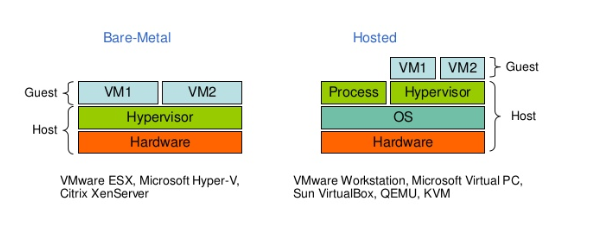 Bare-Metal
Guest
VM1 VM2
Host
Hypervisor
Hardware
VMware ESX, Microsoft Hyper-V,
Citrix XenServer
Hosted
VM1 VM2
Guest
Process Hypervisor
Host
OS
Hardware
VMware Workstation, Microsoft Virtual PC,
Sun VirtualBox, QEMU, KVM